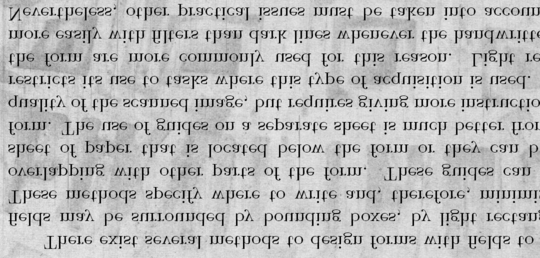 There exist several methods to design forms with fields to
fields may be surrounded by bounding boxes, by light rectang
These methods specify where to write and, therefore, minimis
overlapping with other parts of the form. These guides can
sheet of paper that is located below the form or they can b
form. The use of guides on a separate sheet is much better fro
quality of the scanned image, but requires giving more instructio
restricts its use to tasks where this type of acquisition is used.
the form are more commonly used for this reason. Light re
more easily with filters than dark lines whenever the handwritt
Nevertheless, other practical issues must be taken into accoun